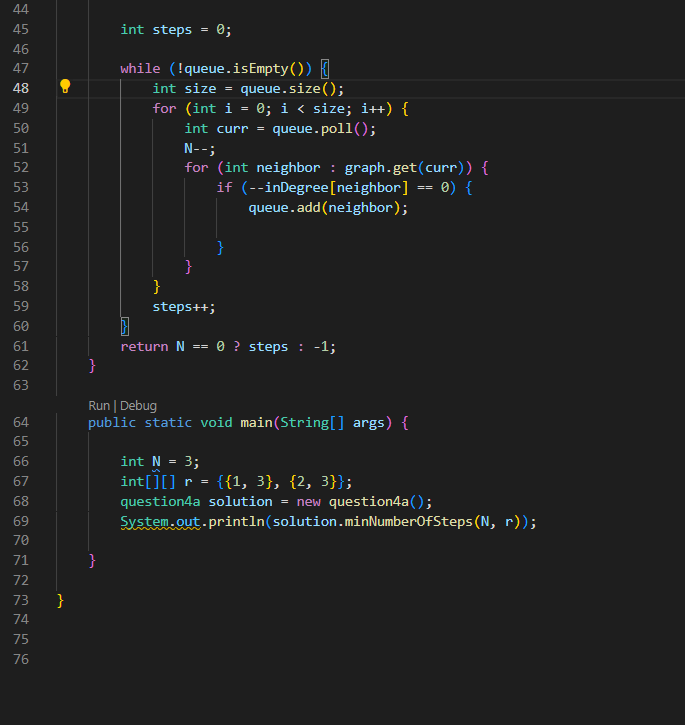 44
45 int steps = 0;
46
47 while (!queue.isEmpty()) {
48 int size = queue.size();
49 for (int i = 0; i < size; i++) {
50 int curr = queue.poll();
51 N--;
52 for (int neighbor : graph.get(curr)) {
53 if (--inDegree[neighbor] == 0) {
54 queue.add(neighbor);
55
56 }
57 }
58 }
59 steps++;
60 }
61 return N == 0 ? steps : -1;
62 }
63
Run | Debug
64 public static void main(String[] args) {
65
66 int N = 3;
67 int[][] r = {{1, 3}, {2, 3}};
68 question4a solution = new question4a();
69 System.out.println(solution.minNumberOfSteps(N, r));
70
71 }
72
73 }
74
75
76